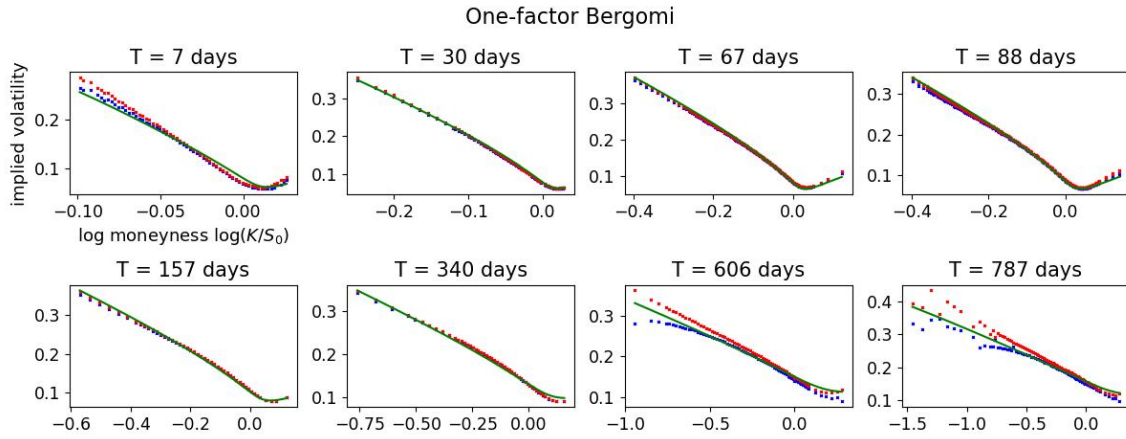 One-factor Bergomi
T = 7 days
T = 30 days
T = 67 days
T = 88 days
implied volatility
0.2
0.1
-0.10 -0.05 0.00
log moneyness log(K/S₀)
0.3
0.2
0.1
-0.2 -0.1 0.0
0.3
0.2
0.1
-0.4 -0.2 0.0
0.3
0.2
0.1
-0.4 -0.2 0.0
T = 157 days
T = 340 days
T = 606 days
T = 787 days
0.3
0.2
0.1
-0.6 -0.4 -0.2 0.0
0.3
0.2
0.1
-0.75 -0.50 -0.25 0.00
0.3
0.2
0.1
-1.0 -0.5 0.0
0.4
0.3
0.2
0.1
-1.5 -1.0 -0.5 0.0